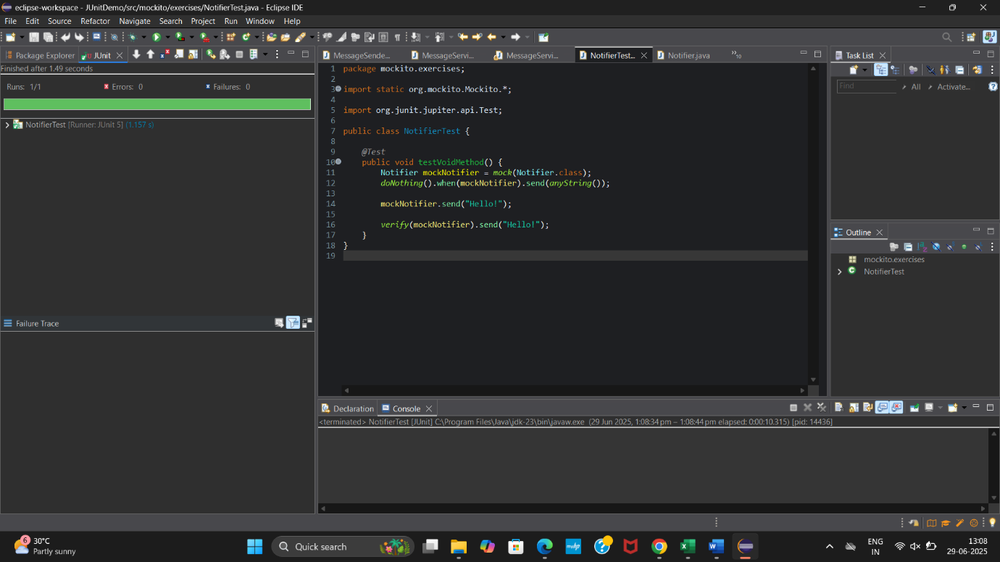 eclipse-workspace - JUnitDemo/src/mockito/exercises/NotifierTest.java - Eclipse IDE
File Edit Source Refactor Navigate Search Project Run Window Help
Package Explorer JUnit
Finished after 1.49 seconds
Runs: 1/1 Errors: 0 Failures: 0
NotifierTest [Runner: JUnit 5] (1.157 s)
Failure Trace
MessageSende... MessageServi... MessageServi... NotifierTest... Notifier.java »10
1 package mockito.exercises;
2
3 import static org.mockito.Mockito.*;
4
5 import org.junit.jupiter.api.Test;
6
7 public class NotifierTest {
8
9 @Test
10 public void testVoidMethod() {
11 Notifier mockNotifier = mock(Notifier.class);
12 doNothing().when(mockNotifier).send(anyString());
13
14 mockNotifier.send("Hello!");
15
16 verify(mockNotifier).send("Hello!");
17 }
18 }
19
Task List
Find All Activate...
Outline
mockito.exercises
NotifierTest
Declaration Console
<terminated> NotifierTest [JUnit] C:\Program Files\Java\jdk-23\bin\javaw.exe (29 Jun 2025, 1:08:34 pm – 1:08:44 pm elapsed: 0:00:10.315) [pid: 14436]
6
30°C
Partly sunny
Quick search
myhp
ENG
IN
13:08
29-06-2025